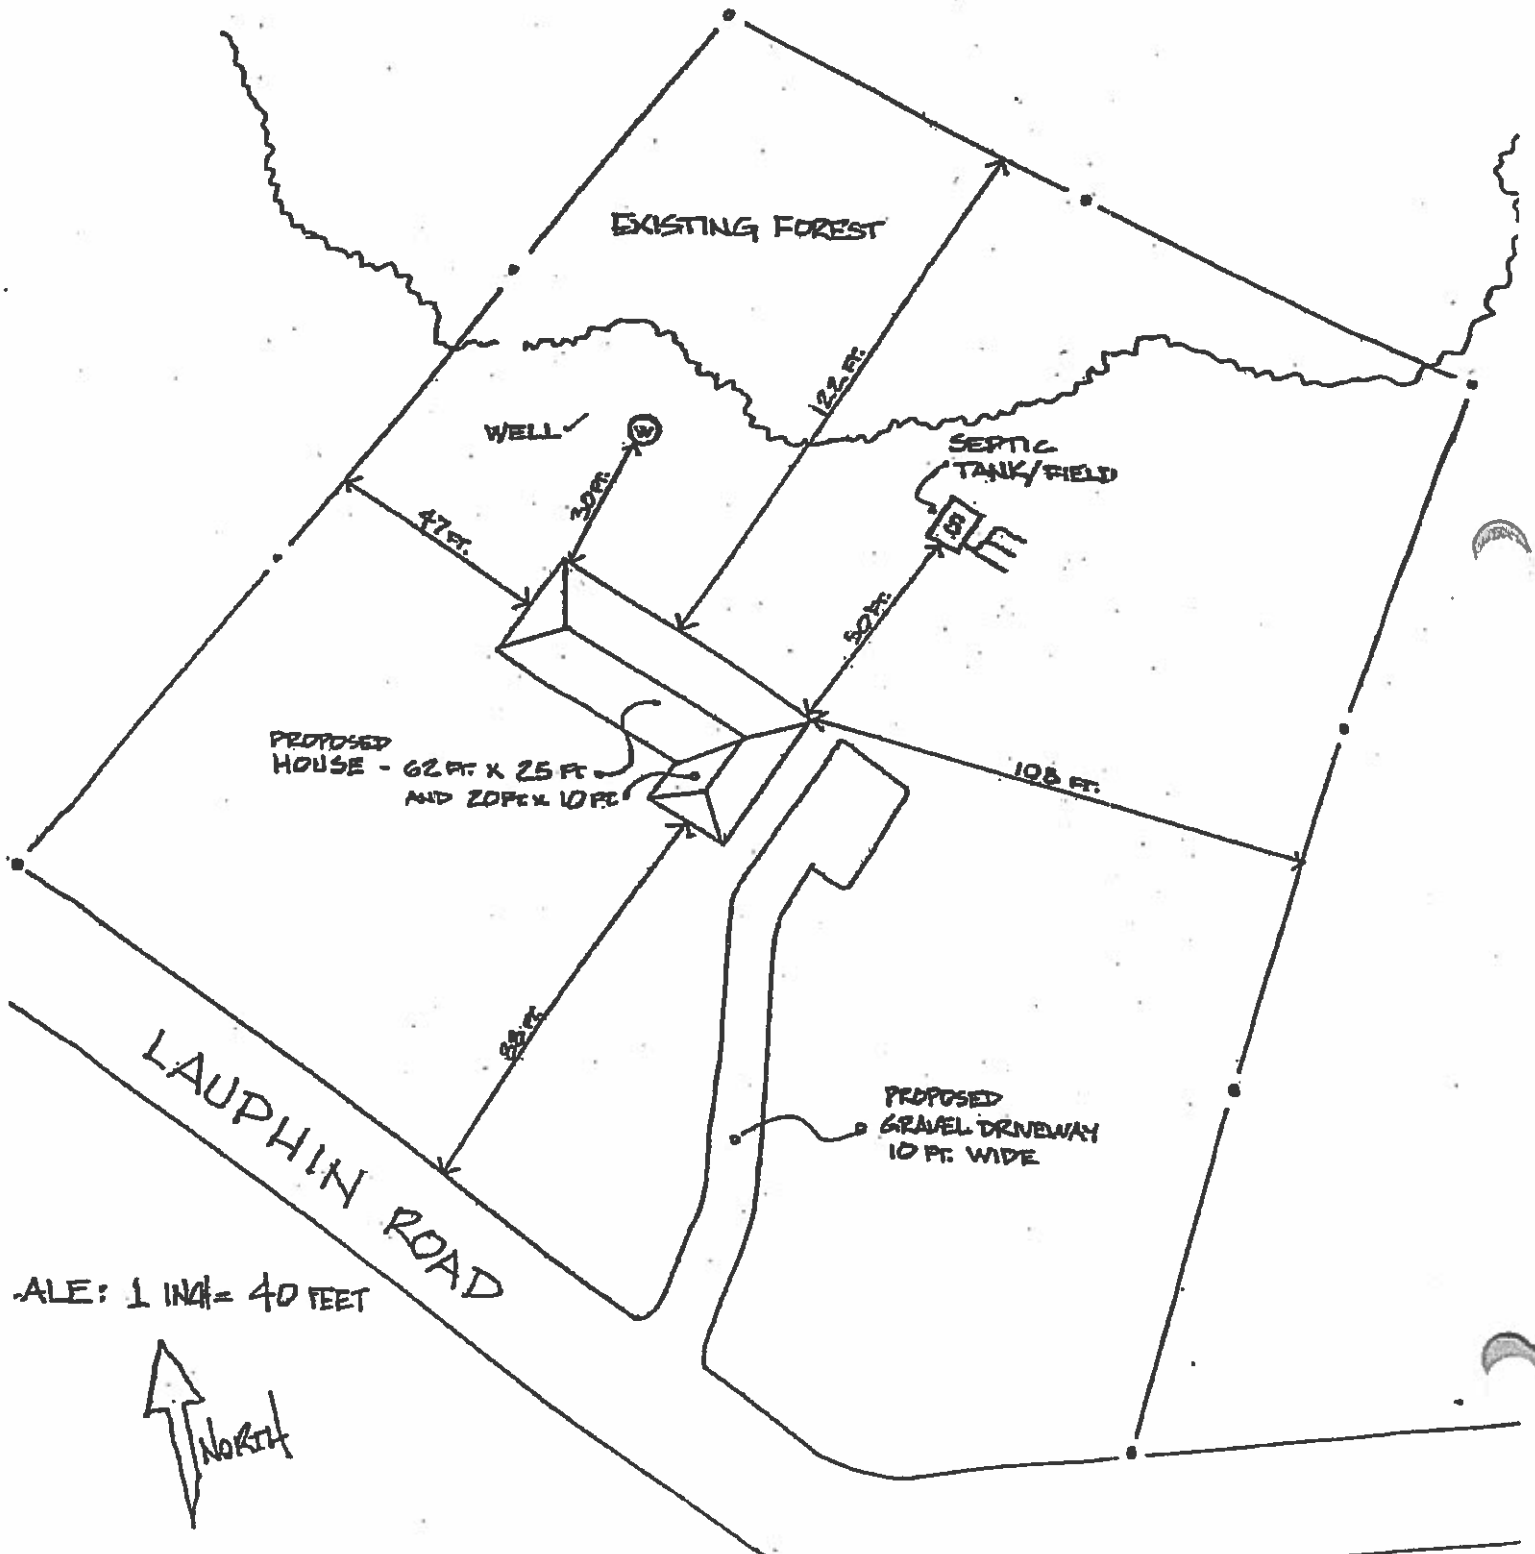 EXISTING FOREST
122 FT.
WELL
W
30 FT.
SEPTIC
TANK/FIELD
S
47 FT.
50 FT.
PROPOSED
HOUSE - 62 FT. X 25 FT.
AND 20 FT. X 10 FT.
108 FT.
FT.
LAUPHIN ROAD
PROPOSED
GRAVEL DRIVEWAY
10 FT. WIDE
ALE: 1 INCH = 40 FEET
NORTH